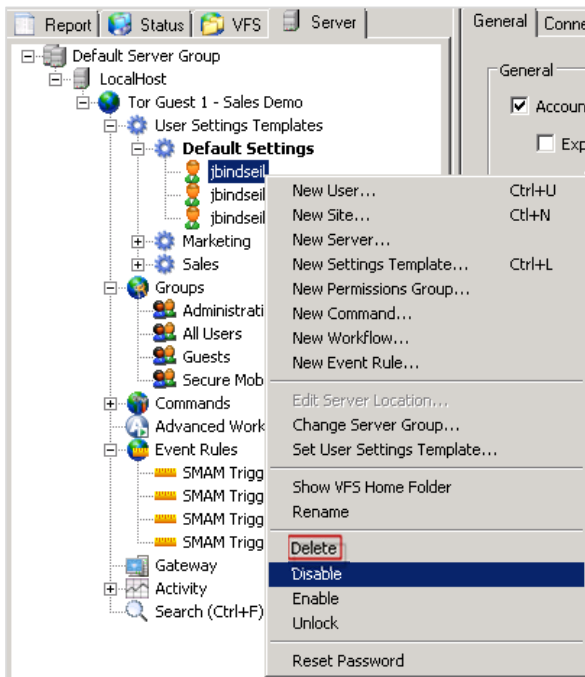 Report Status VFS Server
General Conne
Default Server Group
LocalHost
Tor Guest 1 - Sales Demo
User Settings Templates
Default Settings
jbindseil
jbindseil
jbindseil
Marketing
Sales
Groups
Administrati
All Users
Guests
Secure Mob
Commands
Advanced Work
Event Rules
SMAM Trigg
SMAM Trigg
SMAM Trigg
SMAM Trigg
Gateway
Activity
Search (Ctrl+F)
General
Accoun
Exp
New User... Ctrl+U
New Site... Ctl+N
New Server...
New Settings Template... Ctrl+L
New Permissions Group...
New Command...
New Workflow...
New Event Rule...
Edit Server Location...
Change Server Group...
Set User Settings Template...
Show VFS Home Folder
Rename
Delete
Disable
Enable
Unlock
Reset Password